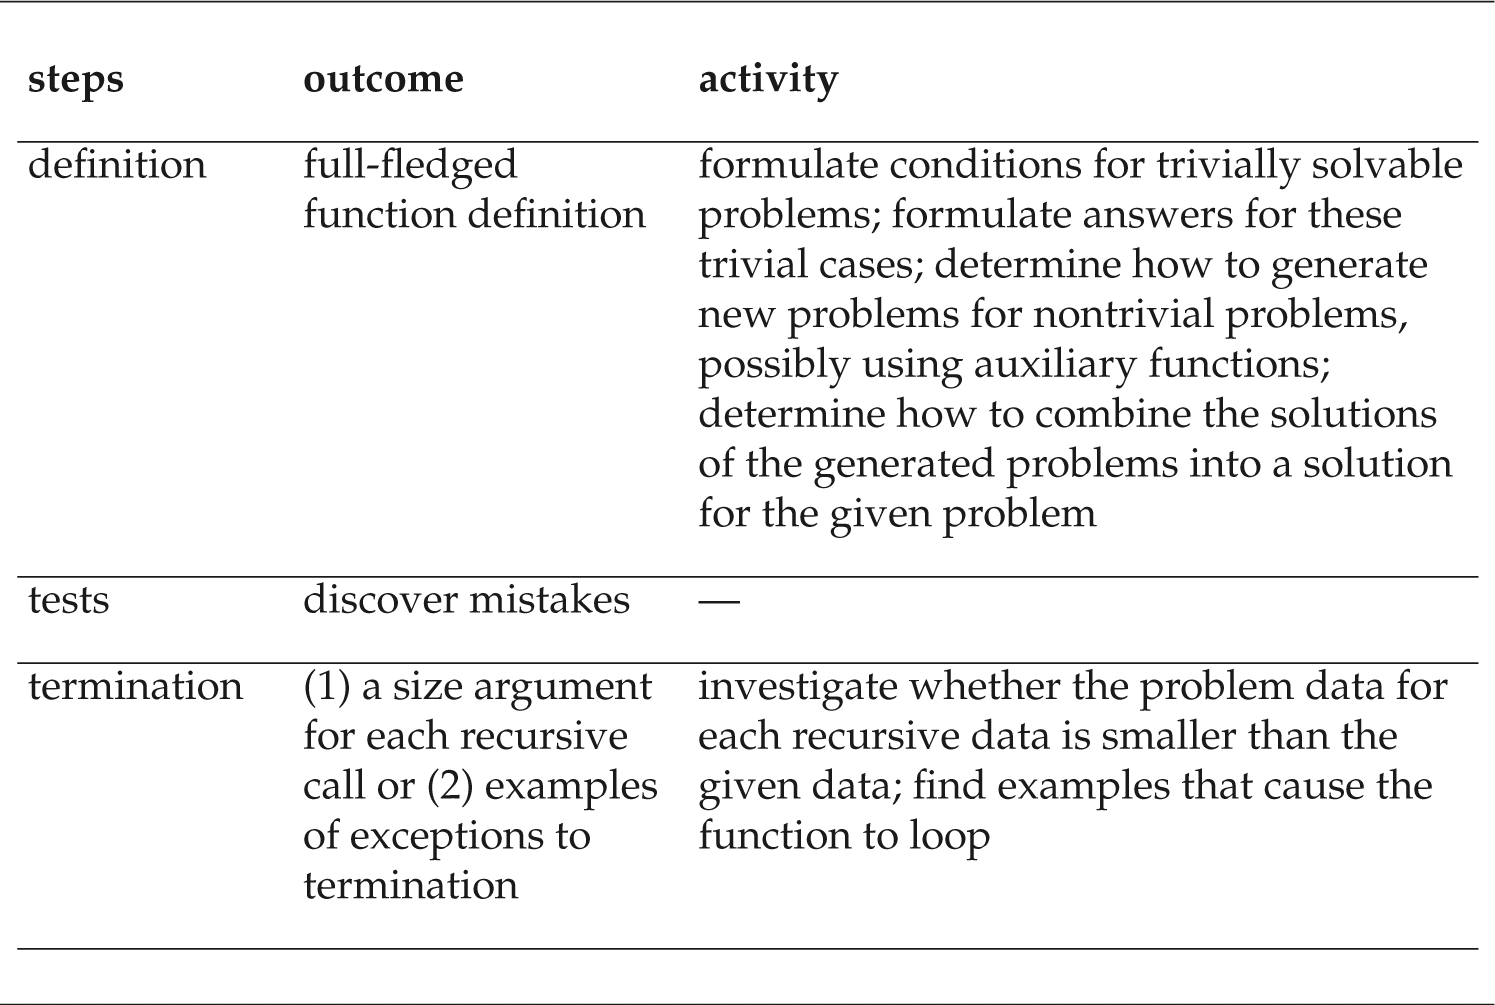 steps outcome activity
definition full-fledged formulate conditions for trivially solvable
function definition problems; formulate answers for these
trivial cases; determine how to generate
new problems for nontrivial problems,
possibly using auxiliary functions;
determine how to combine the solutions
of the generated problems into a solution
for the given problem
tests discover mistakes —
termination (1) a size argument investigate whether the problem data for
for each recursive each recursive data is smaller than the
call or (2) examples given data; find examples that cause the
of exceptions to function to loop
termination